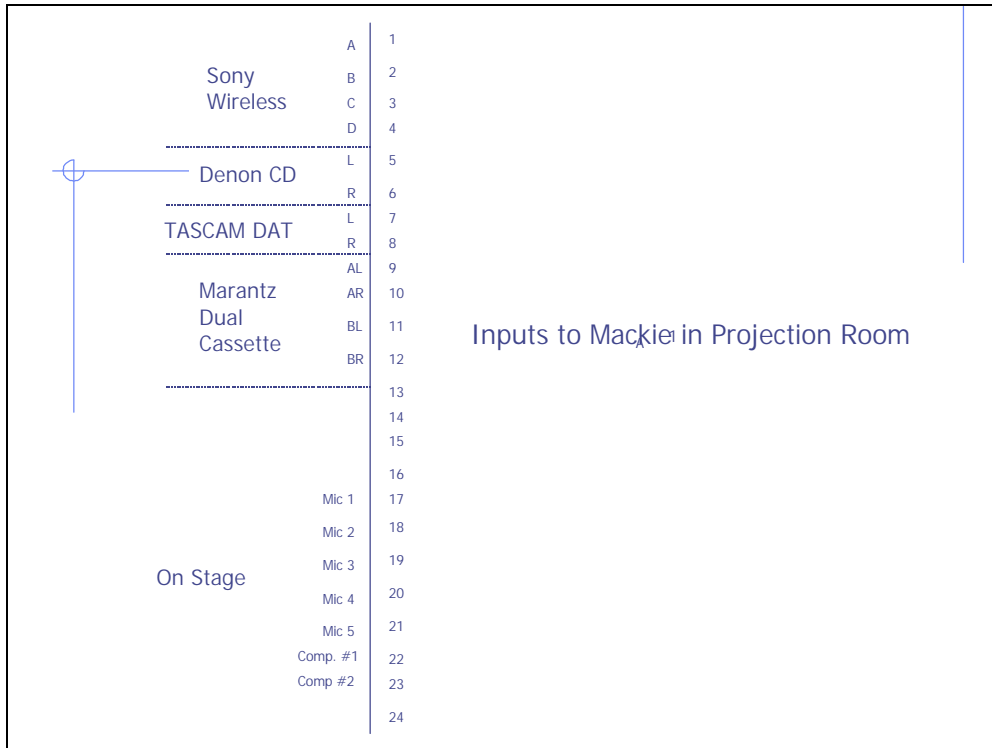 A 1
Sony
Wireless
B 2
C 3
D 4
Denon CD
L 5
R 6
TASCAM DAT
L 7
R 8
AL 9
Marantz
Dual
Cassette
AR 10
BL 11
BR 12
Inputs to Mackie in Projection Room
A
1
13
14
15
16
On Stage
Mic 1 17
Mic 2 18
Mic 3 19
Mic 4 20
Mic 5 21
Comp. #1 22
Comp #2 23
24